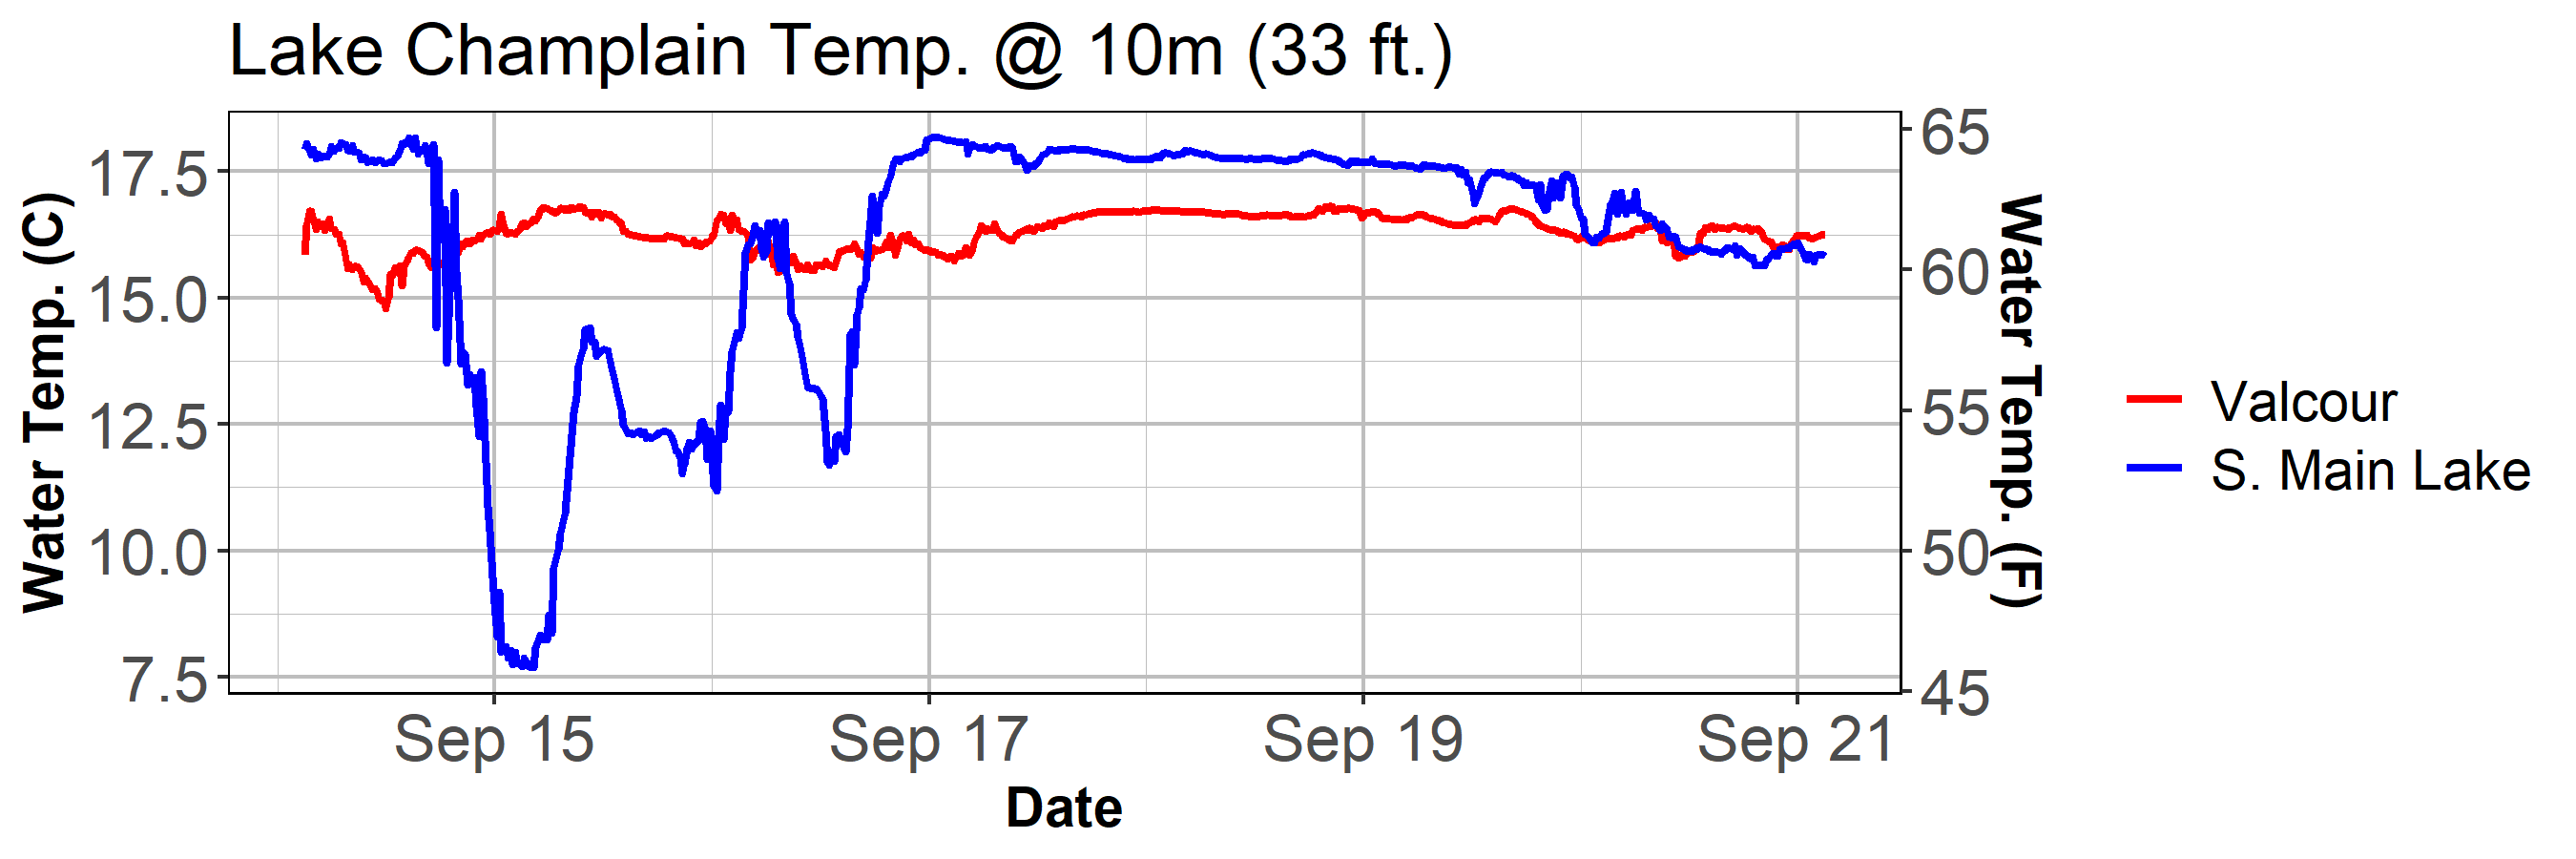 Lake Champlain Temp. @ 10m (33 ft.)
Water Temp. (C)
17.5
15.0
12.5
10.0
7.5
65
60
55
50
45
Water Temp. (F)
Sep 15 Sep 17 Sep 19 Sep 21
Date
Valcour
S. Main Lake